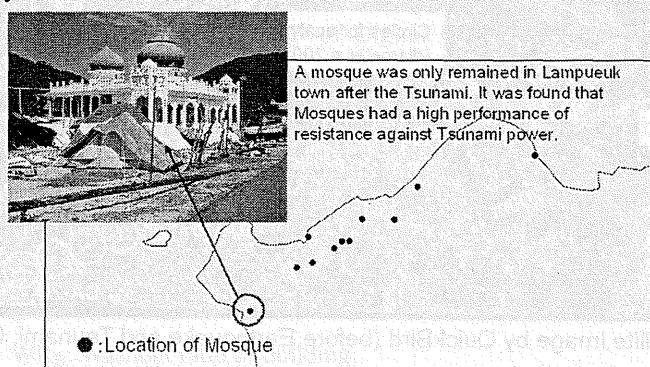 A mosque was only remained in Lampueuk
town after the Tsunami. It was found that
Mosques had a high performance of
resistance against Tsunami power.
:Location of Mosque